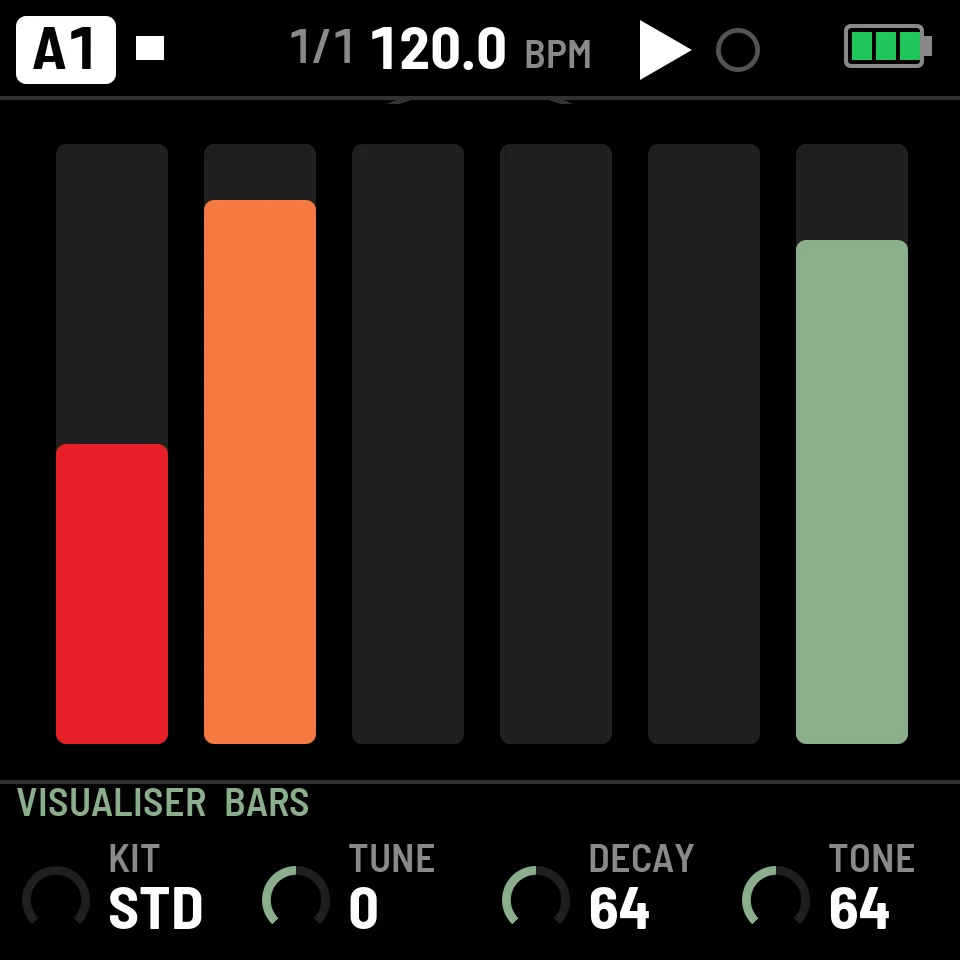 A1 1/1 120.0 BPM
VISUALISER BARS
KIT TUNE DECAY TONE
STD 0 64 64